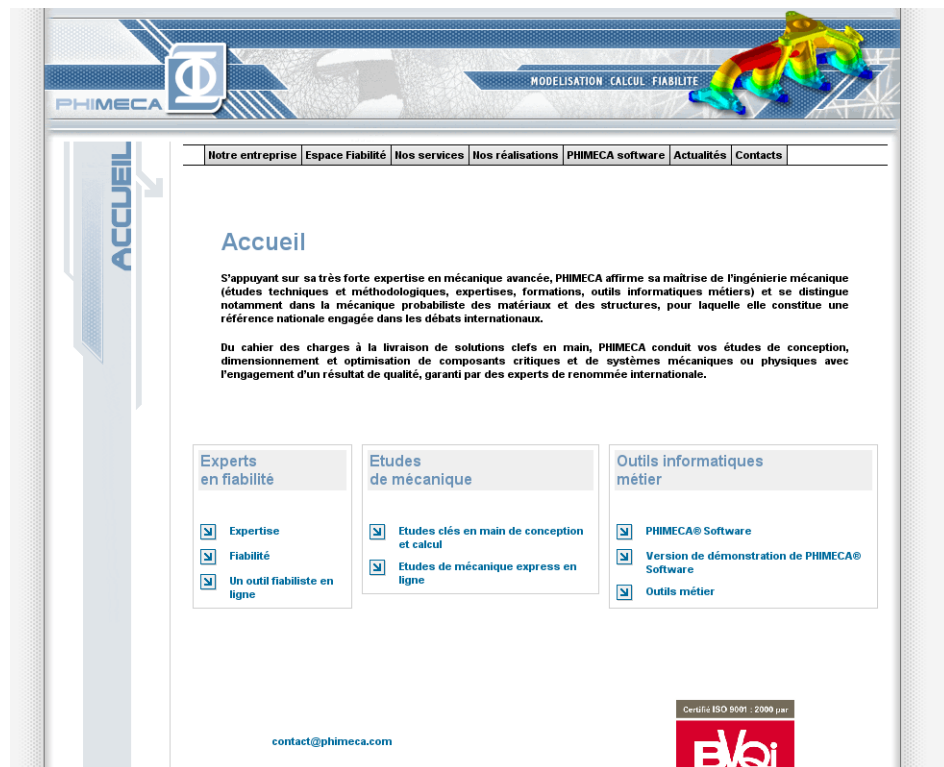 PHIMECA
MODELISATION CALCUL FIABILITE
ACCUEIL
Notre entreprise Espace Fiabilité Nos services Nos réalisations PHIMECA software Actualités Contacts
Accueil
S'appuyant sur sa très forte expertise en mécanique avancée, PHIMECA affirme sa maîtrise de l'ingénierie mécanique
(études techniques et méthodologiques, expertises, formations, outils informatiques métiers) et se distingue
notamment dans la mécanique probabiliste des matériaux et des structures, pour laquelle elle constitue une
référence nationale engagée dans les débats internationaux.
Du cahier des charges à la livraison de solutions clefs en main, PHIMECA conduit vos études de conception,
dimensionnement et optimisation de composants critiques et de systèmes mécaniques ou physiques avec
l'engagement d'un résultat de qualité, garanti par des experts de renommée internationale.
Experts
en fiabilité
Expertise
Fiabilité
Un outil fiabiliste en
ligne
Etudes
de mécanique
Etudes clés en main de conception
et calcul
Etudes de mécanique express en
ligne
Outils informatiques
métier
PHIMECA® Software
Version de démonstration de PHIMECA®
Software
Outils métier
contact@phimeca.com
Certifié ISO 9001 : 2000 par
BVQi